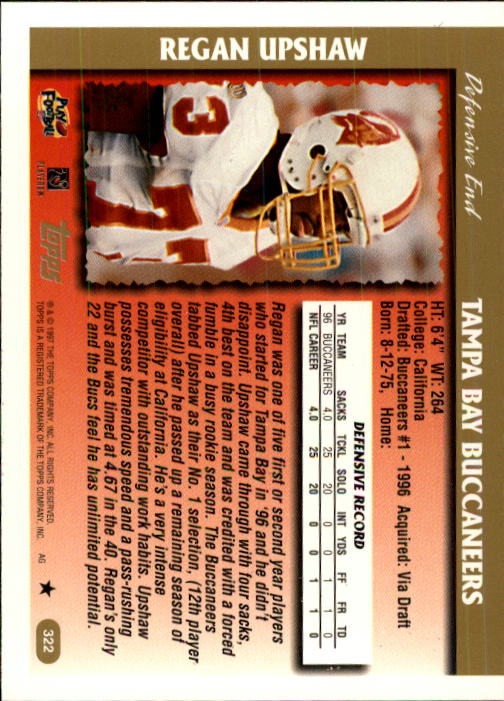 REGAN UPSHAW
Defensive End
TAMPA BAY BUCCANEERS
HT: 6'4" WT: 264
College: California
Drafted: Buccaneers #1 - 1996 Acquired: Via Draft
Born: 8-12-75, Home:
DEFENSIVE RECORD
YR TEAM SACKS TCKL SOLO INT YDS FF FR TD
96 BUCCANEERS 4.0 25 20 0 0 1 1 0
NFL CAREER 4.0 25 20 0 0 1 1 0
Regan was one of five first or second year players
who started for Tampa Bay in '96 and he didn't
disappoint. Upshaw came through with four sacks,
4th best on the team and was credited with a forced
fumble in a busy rookie season. The Buccaneers
tabbed Upshaw as their No. 1 selection, (12th player
overall) after he passed up a remaining season of
eligibility at California. He's a very intense
competitor with outstanding work habits. Upshaw
possesses tremendous speed and a pass-rushing
burst and was timed at 4.67 in the 40. Regan's only
22 and the Bucs feel he has unlimited potential.
3
7
PLAY FOOTBALL
PLAYERS
TOPPS
® & © 1997 THE TOPPS COMPANY, INC. ALL RIGHTS RESERVED.
TOPPS IS A REGISTERED TRADEMARK OF THE TOPPS COMPANY, INC. AG
322